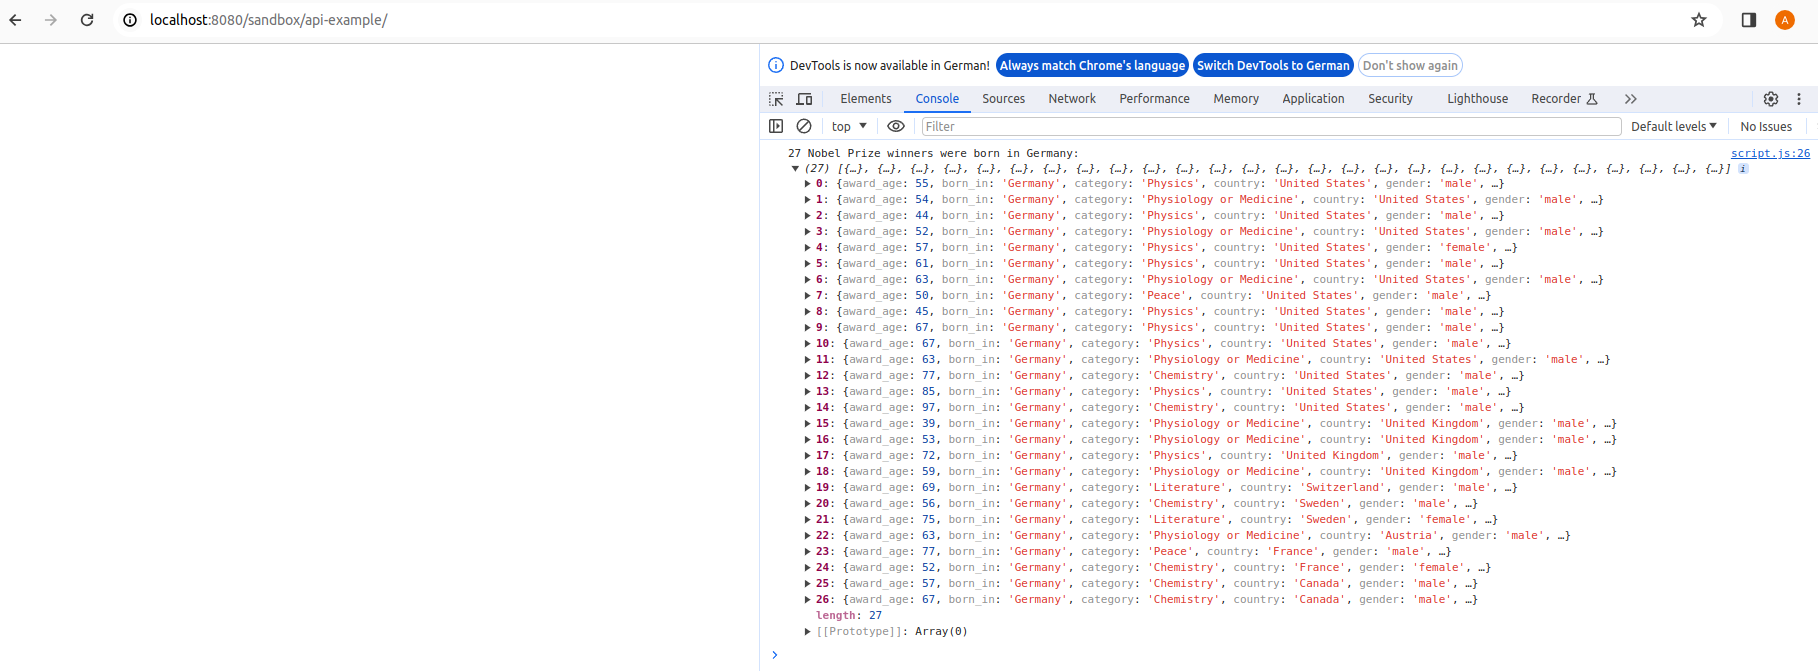 localhost:8080/sandbox/api-example/
A
DevTools is now available in German! Always match Chrome's language Switch DevTools to German Don't show again
Elements Console Sources Network Performance Memory Application Security Lighthouse Recorder
top Filter Default levels No Issues
27 Nobel Prize winners were born in Germany: script.js:26
(27) [{…}, {…}, {…}, {…}, {…}, {…}, {…}, {…}, {…}, {…}, {…}, {…}, {…}, {…}, {…}, {…}, {…}, {…}, {…}, {…}, {…}, {…}, {…}, {…}, {…}, {…}, {…}] i
0: {award_age: 55, born_in: 'Germany', category: 'Physics', country: 'United States', gender: 'male', …}
1: {award_age: 54, born_in: 'Germany', category: 'Physiology or Medicine', country: 'United States', gender: 'male', …}
2: {award_age: 44, born_in: 'Germany', category: 'Physics', country: 'United States', gender: 'male', …}
3: {award_age: 52, born_in: 'Germany', category: 'Physiology or Medicine', country: 'United States', gender: 'male', …}
4: {award_age: 57, born_in: 'Germany', category: 'Physics', country: 'United States', gender: 'female', …}
5: {award_age: 61, born_in: 'Germany', category: 'Physics', country: 'United States', gender: 'male', …}
6: {award_age: 63, born_in: 'Germany', category: 'Physiology or Medicine', country: 'United States', gender: 'male', …}
7: {award_age: 50, born_in: 'Germany', category: 'Peace', country: 'United States', gender: 'male', …}
8: {award_age: 45, born_in: 'Germany', category: 'Physics', country: 'United States', gender: 'male', …}
9: {award_age: 67, born_in: 'Germany', category: 'Physics', country: 'United States', gender: 'male', …}
10: {award_age: 67, born_in: 'Germany', category: 'Physics', country: 'United States', gender: 'male', …}
11: {award_age: 63, born_in: 'Germany', category: 'Physiology or Medicine', country: 'United States', gender: 'male', …}
12: {award_age: 77, born_in: 'Germany', category: 'Chemistry', country: 'United States', gender: 'male', …}
13: {award_age: 85, born_in: 'Germany', category: 'Physics', country: 'United States', gender: 'male', …}
14: {award_age: 97, born_in: 'Germany', category: 'Chemistry', country: 'United States', gender: 'male', …}
15: {award_age: 39, born_in: 'Germany', category: 'Physiology or Medicine', country: 'United Kingdom', gender: 'male', …}
16: {award_age: 53, born_in: 'Germany', category: 'Physiology or Medicine', country: 'United Kingdom', gender: 'male', …}
17: {award_age: 72, born_in: 'Germany', category: 'Physics', country: 'United Kingdom', gender: 'male', …}
18: {award_age: 59, born_in: 'Germany', category: 'Physiology or Medicine', country: 'United Kingdom', gender: 'male', …}
19: {award_age: 69, born_in: 'Germany', category: 'Literature', country: 'Switzerland', gender: 'male', …}
20: {award_age: 56, born_in: 'Germany', category: 'Chemistry', country: 'Sweden', gender: 'male', …}
21: {award_age: 75, born_in: 'Germany', category: 'Literature', country: 'Sweden', gender: 'female', …}
22: {award_age: 63, born_in: 'Germany', category: 'Physiology or Medicine', country: 'Austria', gender: 'male', …}
23: {award_age: 77, born_in: 'Germany', category: 'Peace', country: 'France', gender: 'male', …}
24: {award_age: 52, born_in: 'Germany', category: 'Chemistry', country: 'France', gender: 'female', …}
25: {award_age: 57, born_in: 'Germany', category: 'Chemistry', country: 'Canada', gender: 'male', …}
26: {award_age: 67, born_in: 'Germany', category: 'Chemistry', country: 'Canada', gender: 'male', …}
length: 27
[[Prototype]]: Array(0)